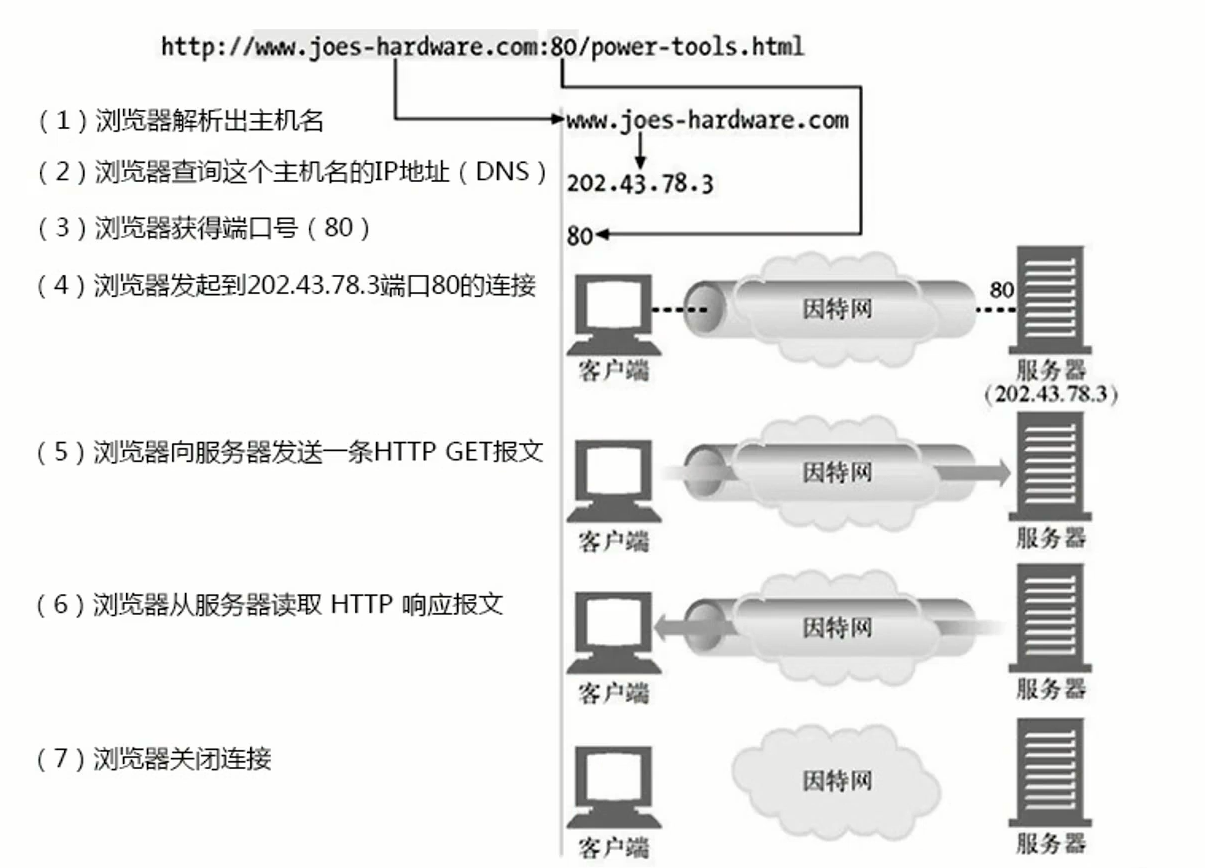 http://www.joes-hardware.com:80/power-tools.html
（1）浏览器解析出主机名
www.joes-hardware.com
（2）浏览器查询这个主机名的IP地址（DNS）
202.43.78.3
（3）浏览器获得端口号（80）
80
（4）浏览器发起到202.43.78.3端口80的连接
因特网
80
客户端
服务器
(202.43.78.3)
（5）浏览器向服务器发送一条HTTP GET报文
因特网
客户端
服务器
（6）浏览器从服务器读取 HTTP 响应报文
因特网
客户端
服务器
（7）浏览器关闭连接
因特网
客户端
服务器